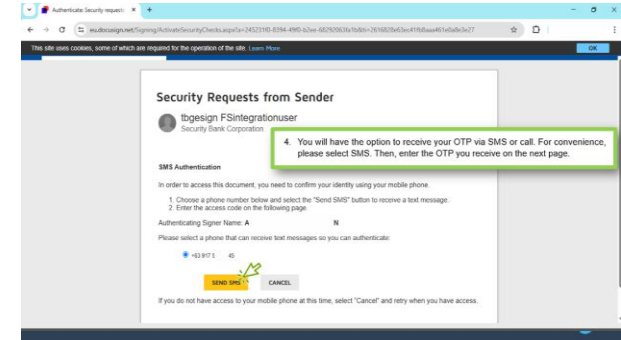 Authenticate: Security requests
eu.docusign.net/Signing/ActivateSecurityChecks.aspx
This site uses cookies, some of which are required for the operation of the site. Learn More
OK
Security Requests from Sender
tbgesign FSintegrationuser
Security Bank Corporation
4. You will have the option to receive your OTP via SMS or call. For convenience,
please select SMS. Then, enter the OTP you receive on the next page.
SMS Authentication
In order to access this document, you need to confirm your identity using your mobile phone.
1. Choose a phone number below and select the "Send SMS" button to receive a text message.
2. Enter the access code on the following page.
Authenticating Signer Name: A N
Please select a phone that can receive text messages so you can authenticate:
+63 917 5 45
SEND SMS
CANCEL
If you do not have access to your mobile phone at this time, select "Cancel" and retry when you have access.